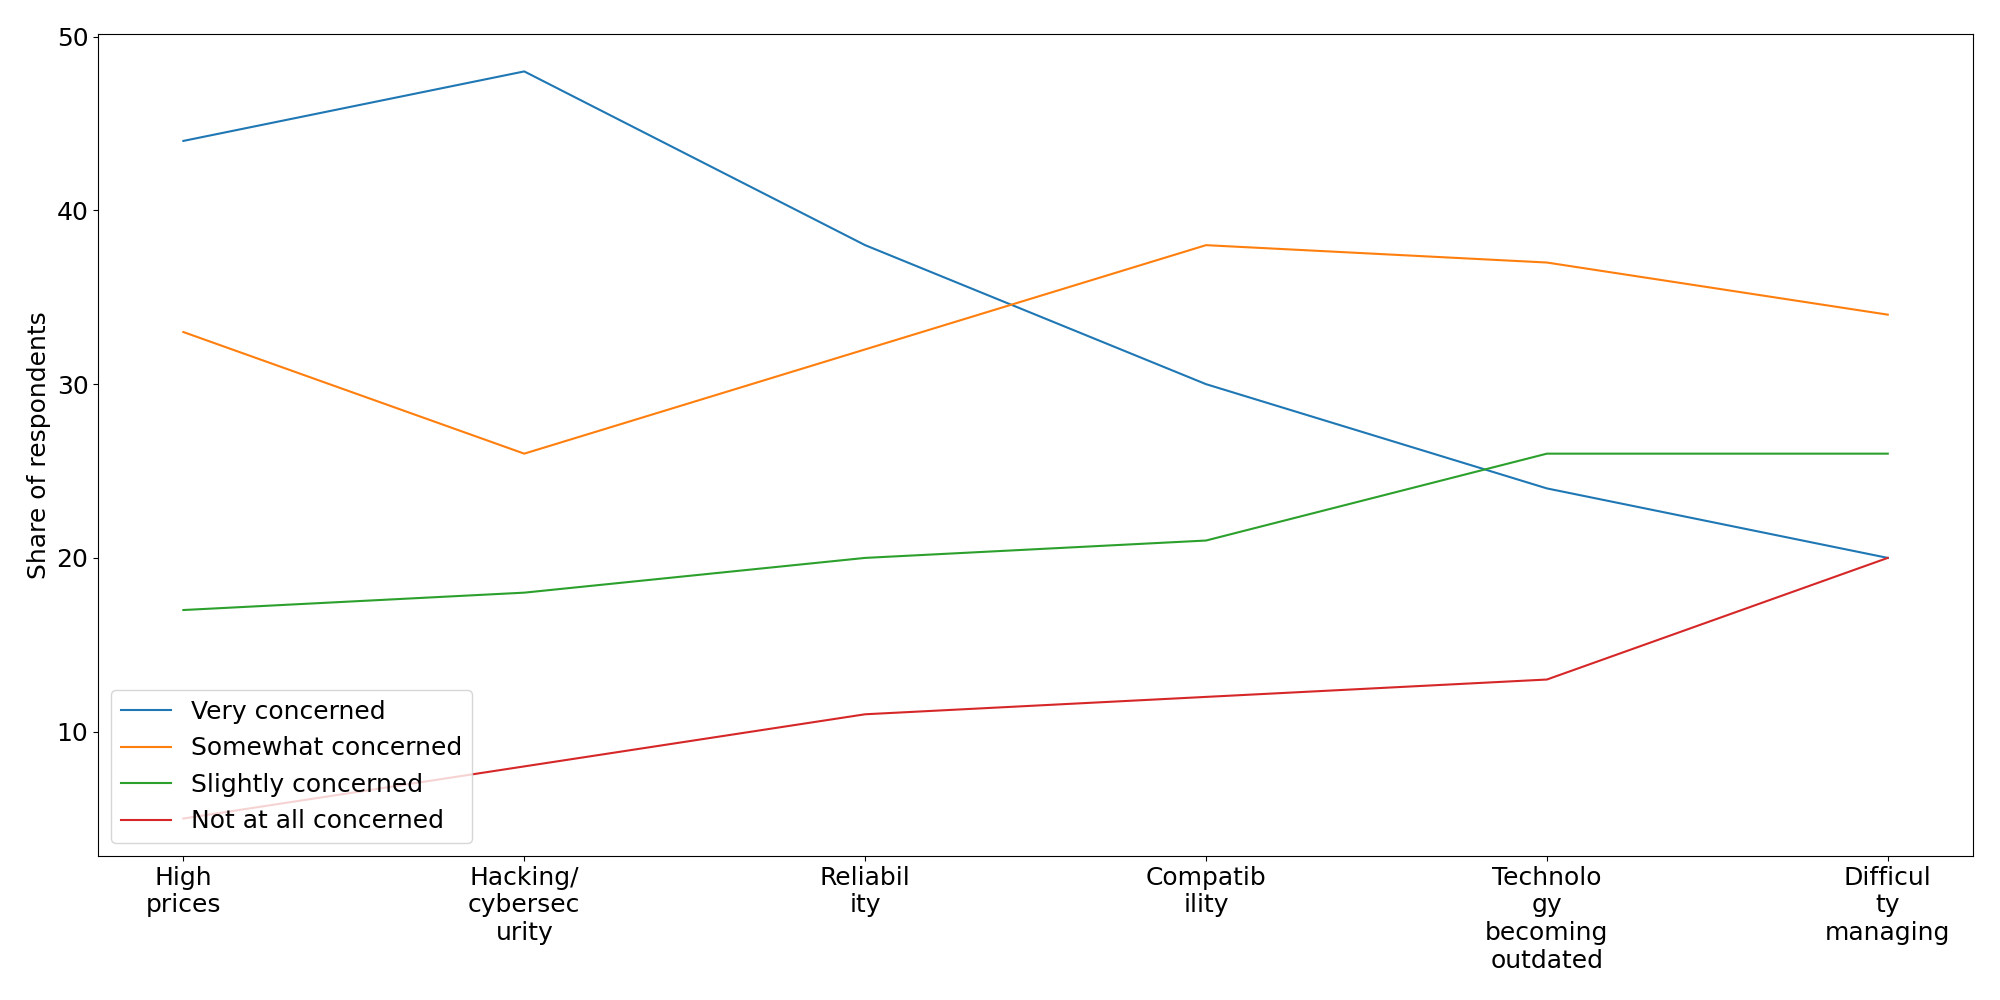 50
40
30
20
10
Share of respondents
Very concerned
Somewhat concerned
Slightly concerned
Not at all concerned
High
prices
Hacking/
cybersec
urity
Reliabil
ity
Compatib
ility
Technolo
gy
becoming
outdated
Difficul
ty
managing